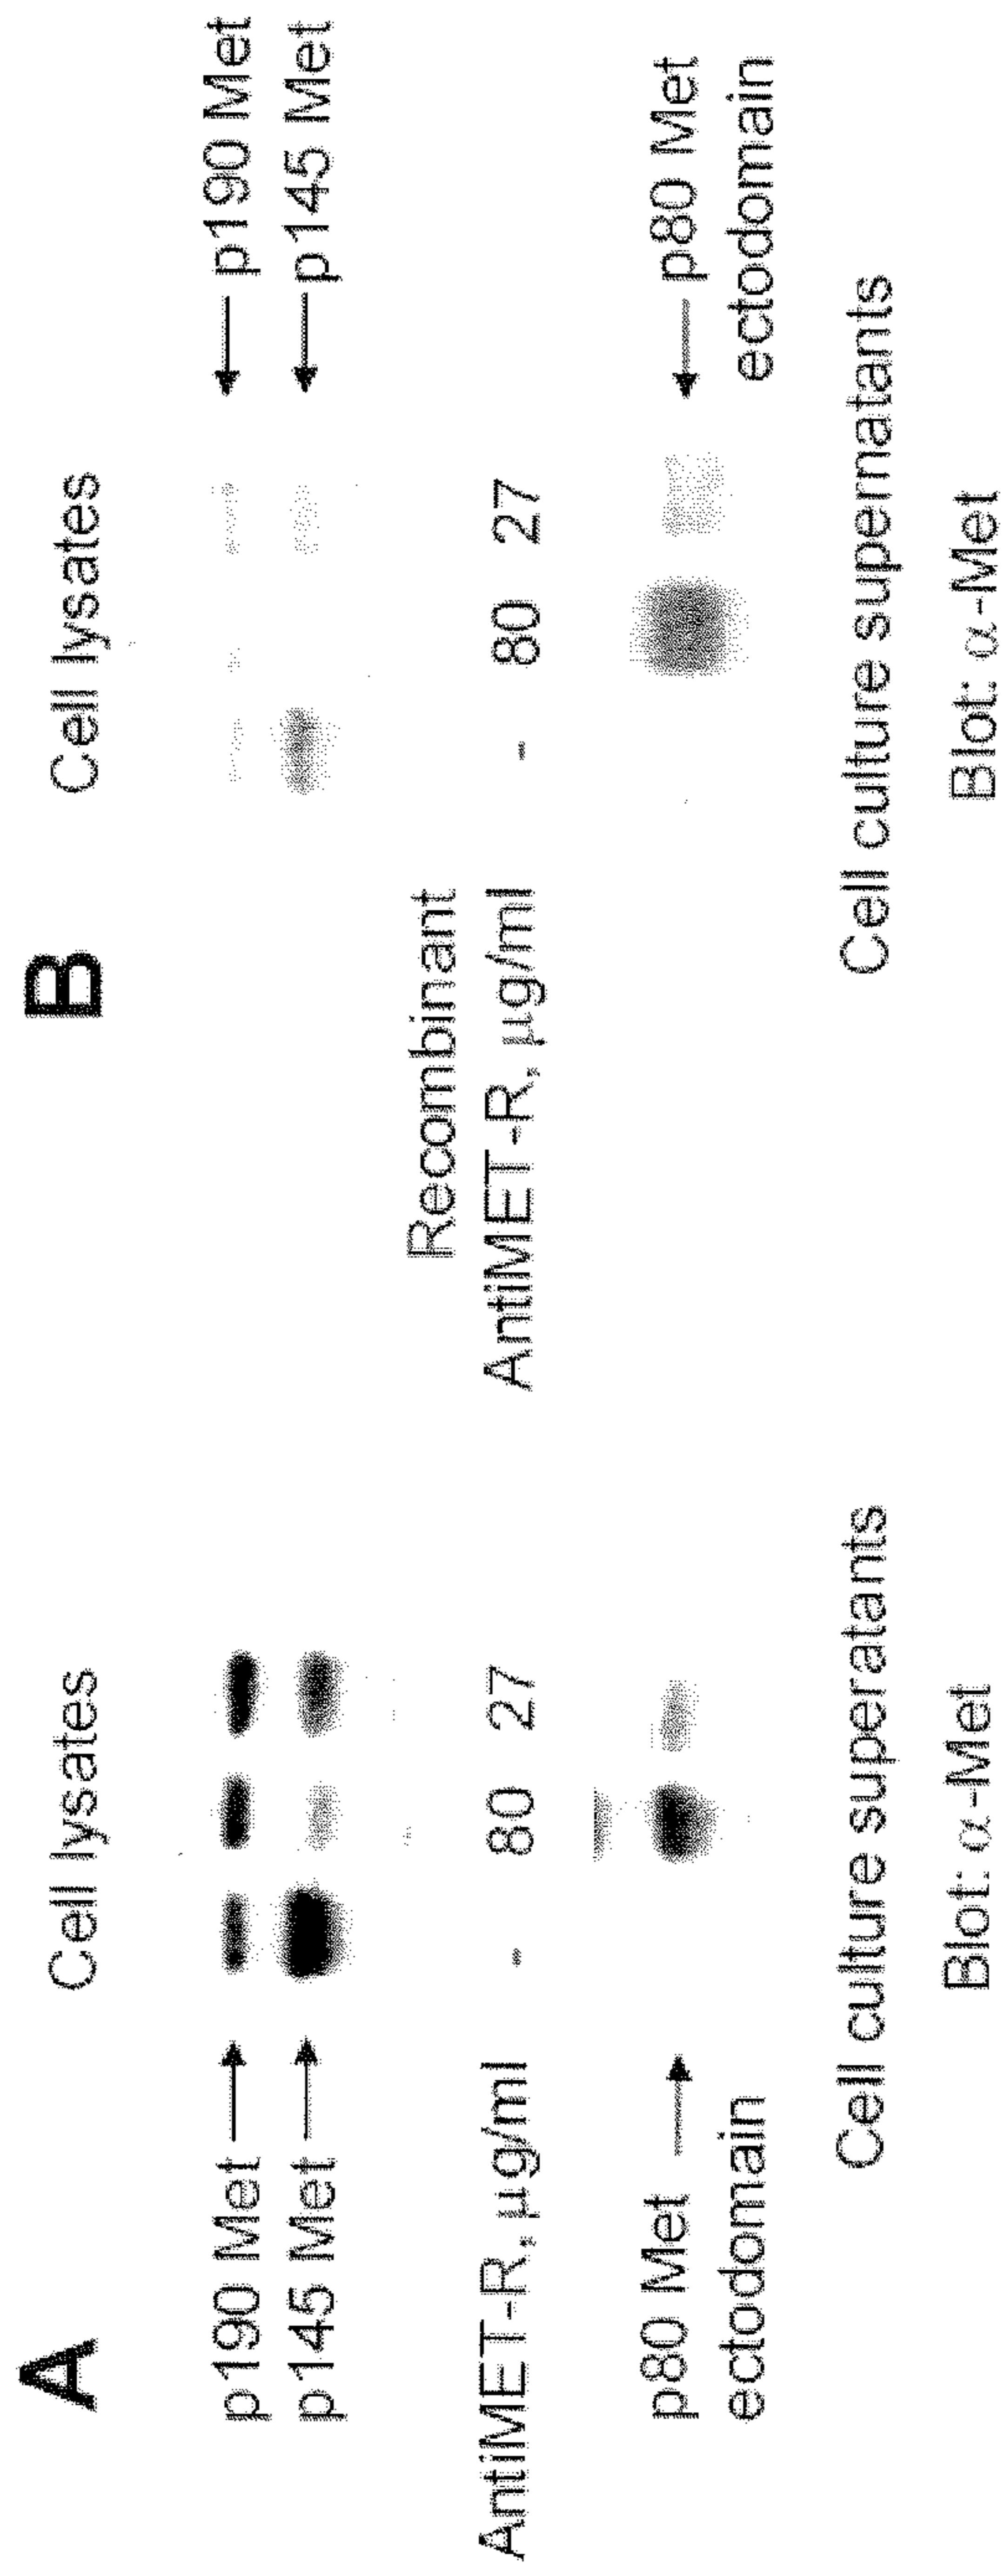 A
Cell lysates
p190 Met
p145 Met
AntiMET-R, μg/ml
- 80 27
p80 Met
ectodomain
Cell culture superatants
Blot: α-Met
B
Cell lysates
p190 Met
p145 Met
Recombinant
AntiMET-R, μg/ml
- 80 27
p80 Met
ectodomain
Cell culture supernatants
Blot: α-Met